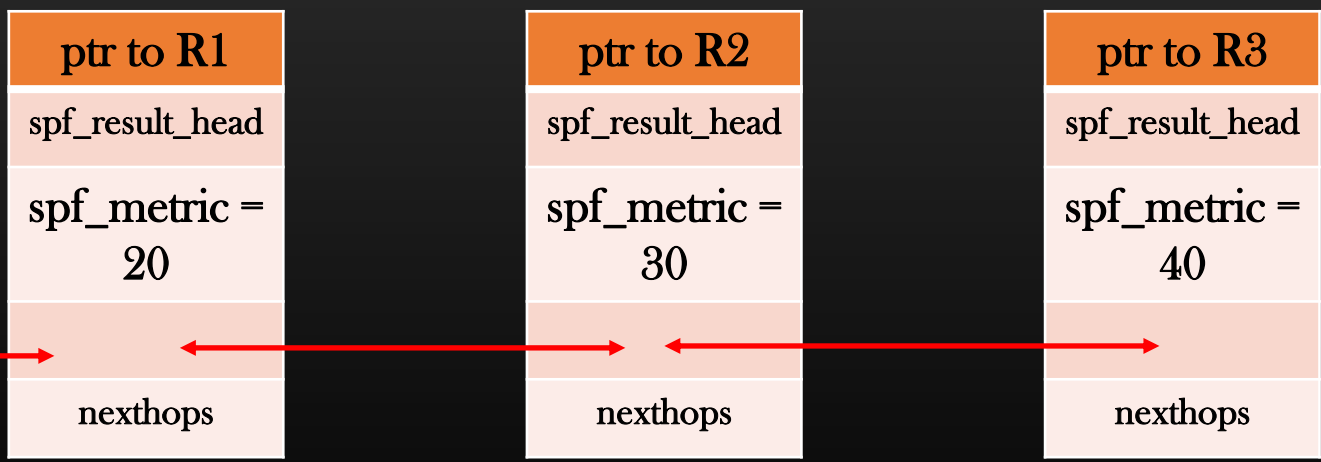 ptr to R1
spf_result_head
spf_metric =
20
nexthops
ptr to R2
spf_result_head
spf_metric =
30
nexthops
ptr to R3
spf_result_head
spf_metric =
40
nexthops